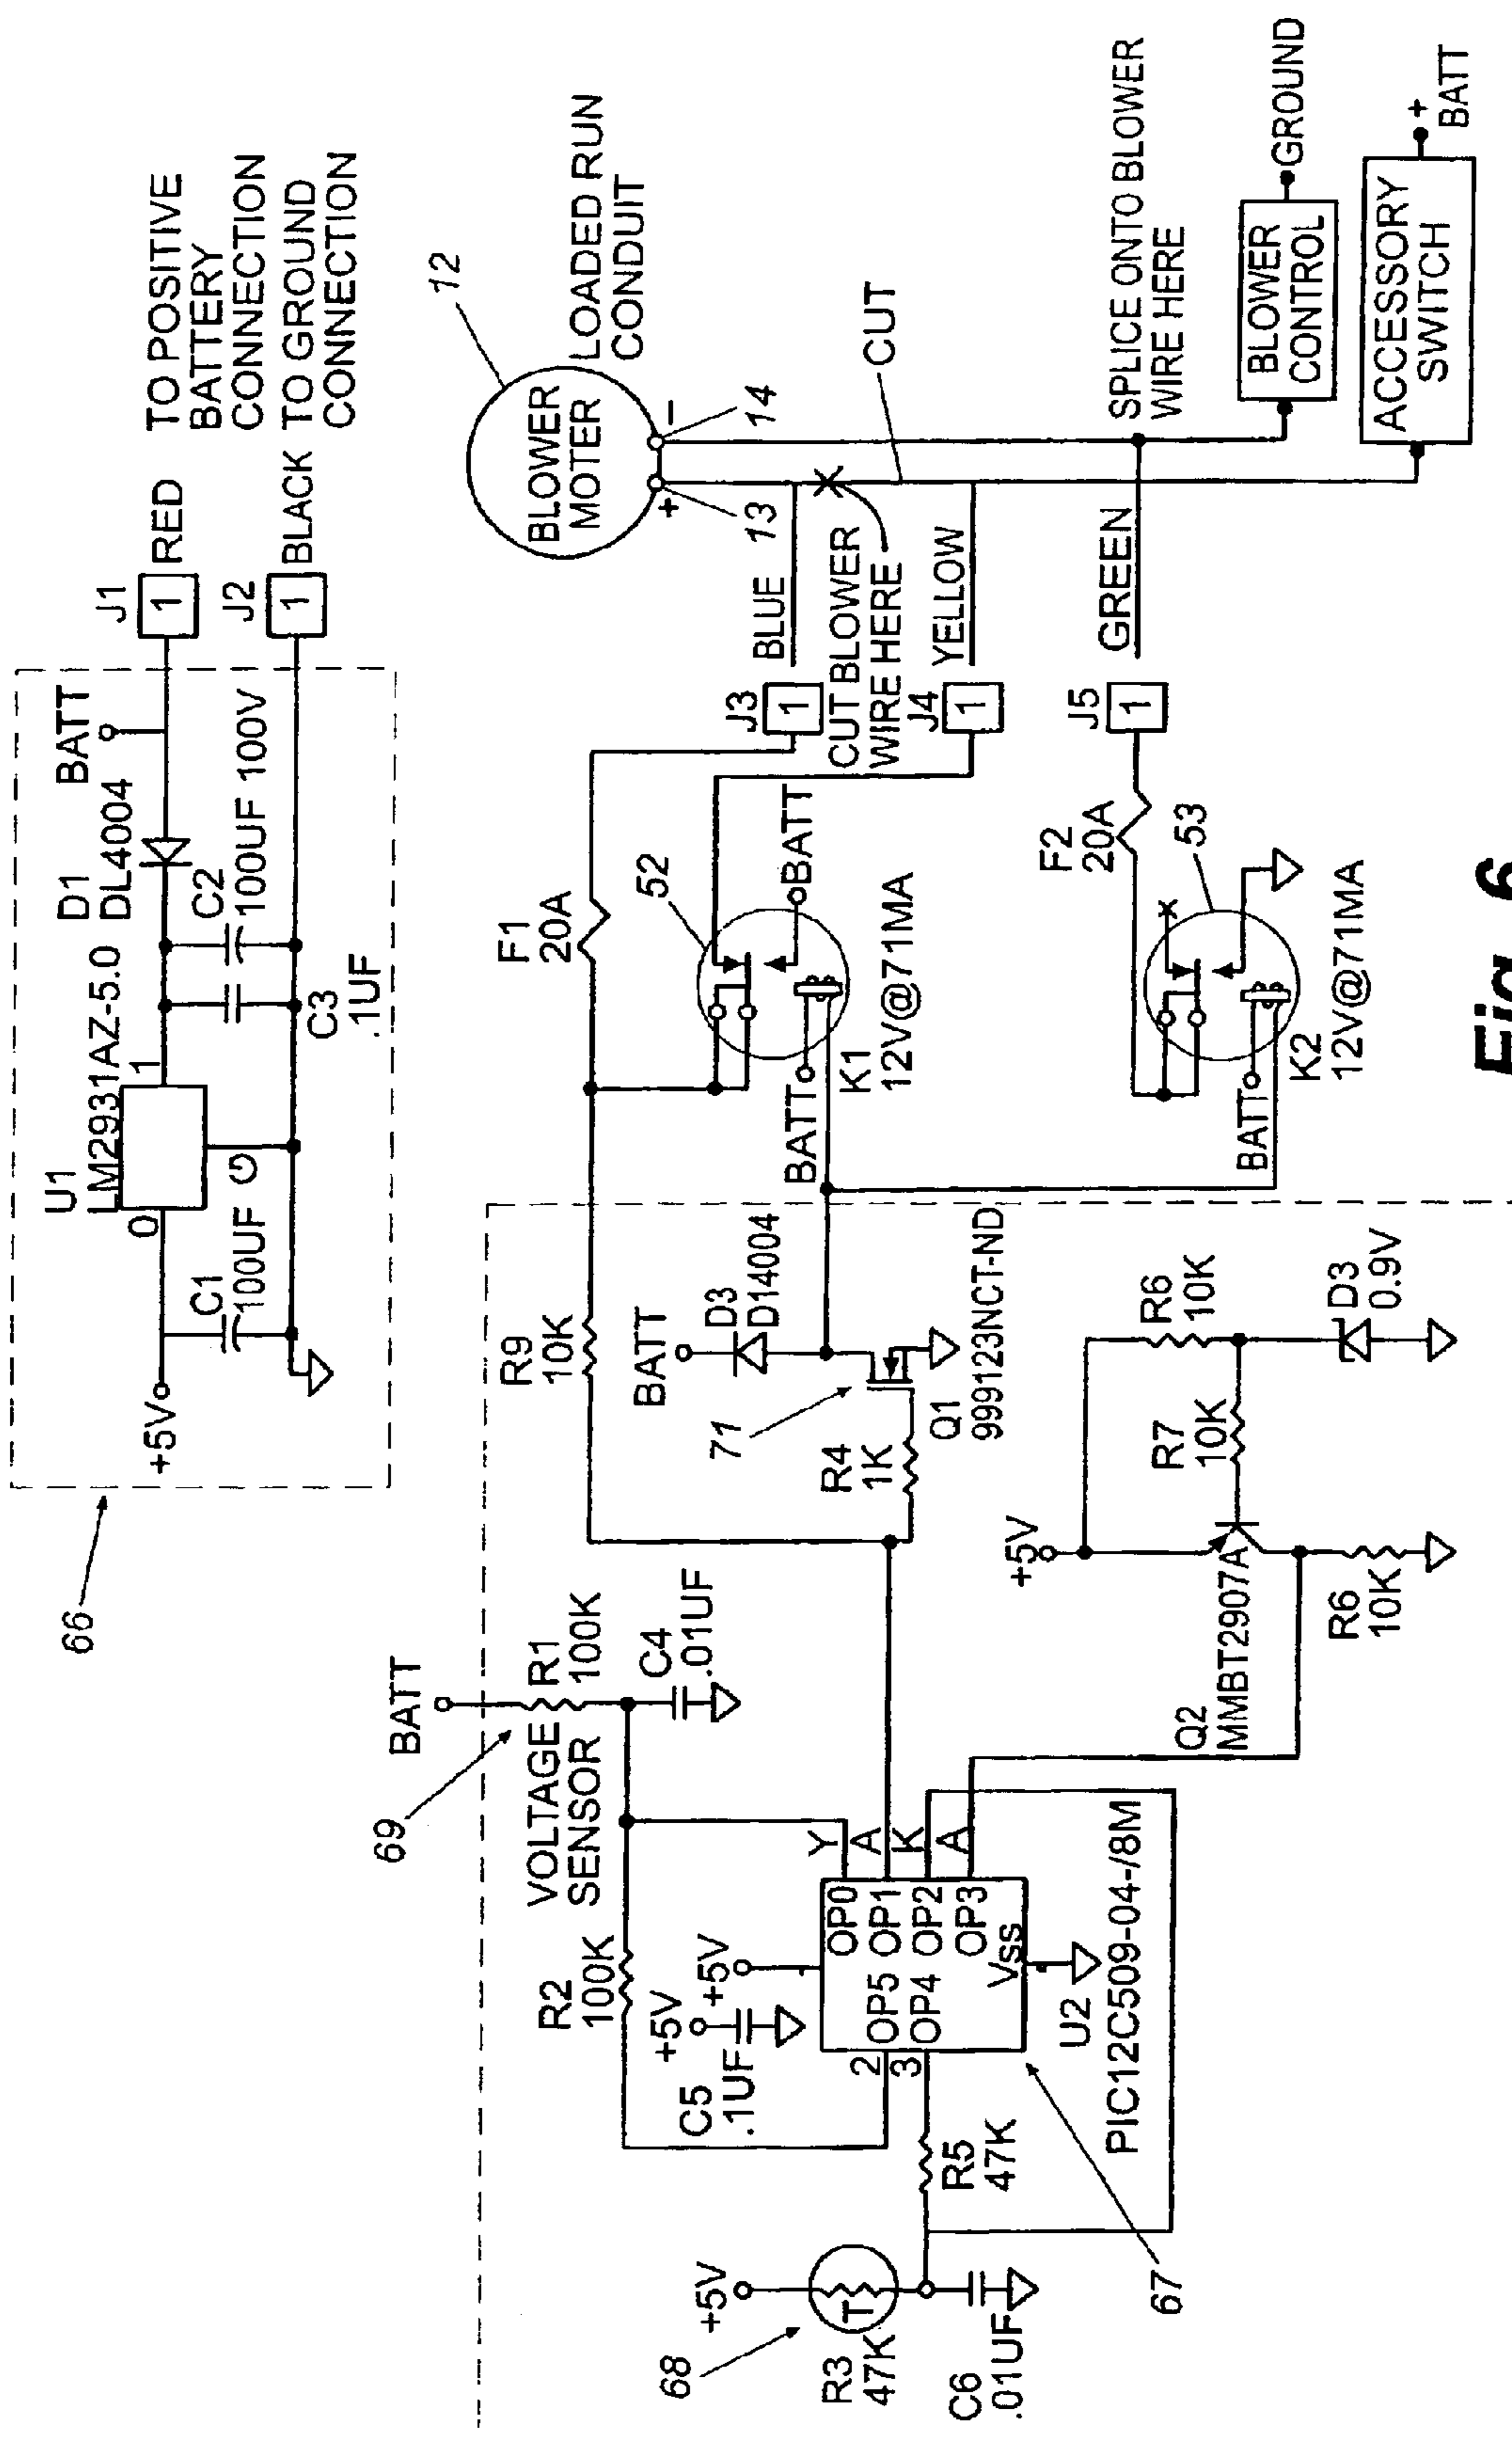 66
+5V
C1
100UF
O
U1
LM2931AZ-5.0
1
G
C3
.1UF
C2
100UF 100V
D1
DL4004
BATT
J1
1
RED
TO POSITIVE
BATTERY
CONNECTION
J2
1
BLACK
TO GROUND
CONNECTION
69
BATT
VOLTAGE
SENSOR
R1
100K
C4
.01UF
R2
100K
+5V
C5
.1UF
+5V
2
3
OP5
OP4
OP0
OP1
OP2
OP3
VSS
Y
A
K
A
U2
PIC12C509-04-/8M
67
68
+5V
T
R3
47K
C6
.01UF
R5
47K
R9
10K
BATT
D3
D14004
71
R4
1K
Q1
999123NCT-ND
+5V
Q2
MMBT2907A
R7
10K
R6
10K
D3
0.9V
R6
10K
F1
20A
52
BATT
BATT
K1
12V@71MA
F2
20A
53
BATT
K2
12V@71MA
J3
1
BLUE
CUT BLOWER
WIRE HERE
J4
1
YELLOW
J5
1
GREEN
12
BLOWER
MOTER
LOADED RUN
CONDUIT
+
–
13
14
CUT
SPLICE ONTO BLOWER
WIRE HERE
BLOWER
CONTROL
GROUND
ACCESSORY
SWITCH
+
BATT
Fig. 6